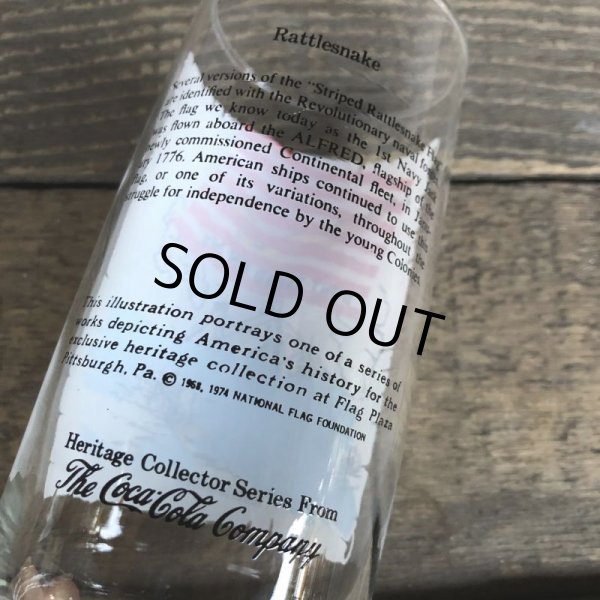 Rattlesnake
Several versions of the "Striped Rattlesnake
are identified with the Revolutionary naval
The flag we know today as the 1st Navy
was flown aboard the ALFRED, flagship of the
newly commissioned Continental fleet, in
1776. American ships continued to use this
flag, or one of its variations, throughout the
struggle for independence by the young Colonies.
SOLD OUT
This illustration portrays one of a series of
works depicting America's history for the
exclusive heritage collection at Flag Plaza
Pittsburgh, Pa. © 1968, 1974 NATIONAL FLAG FOUNDATION
Heritage Collector Series From
The Coca-Cola Company